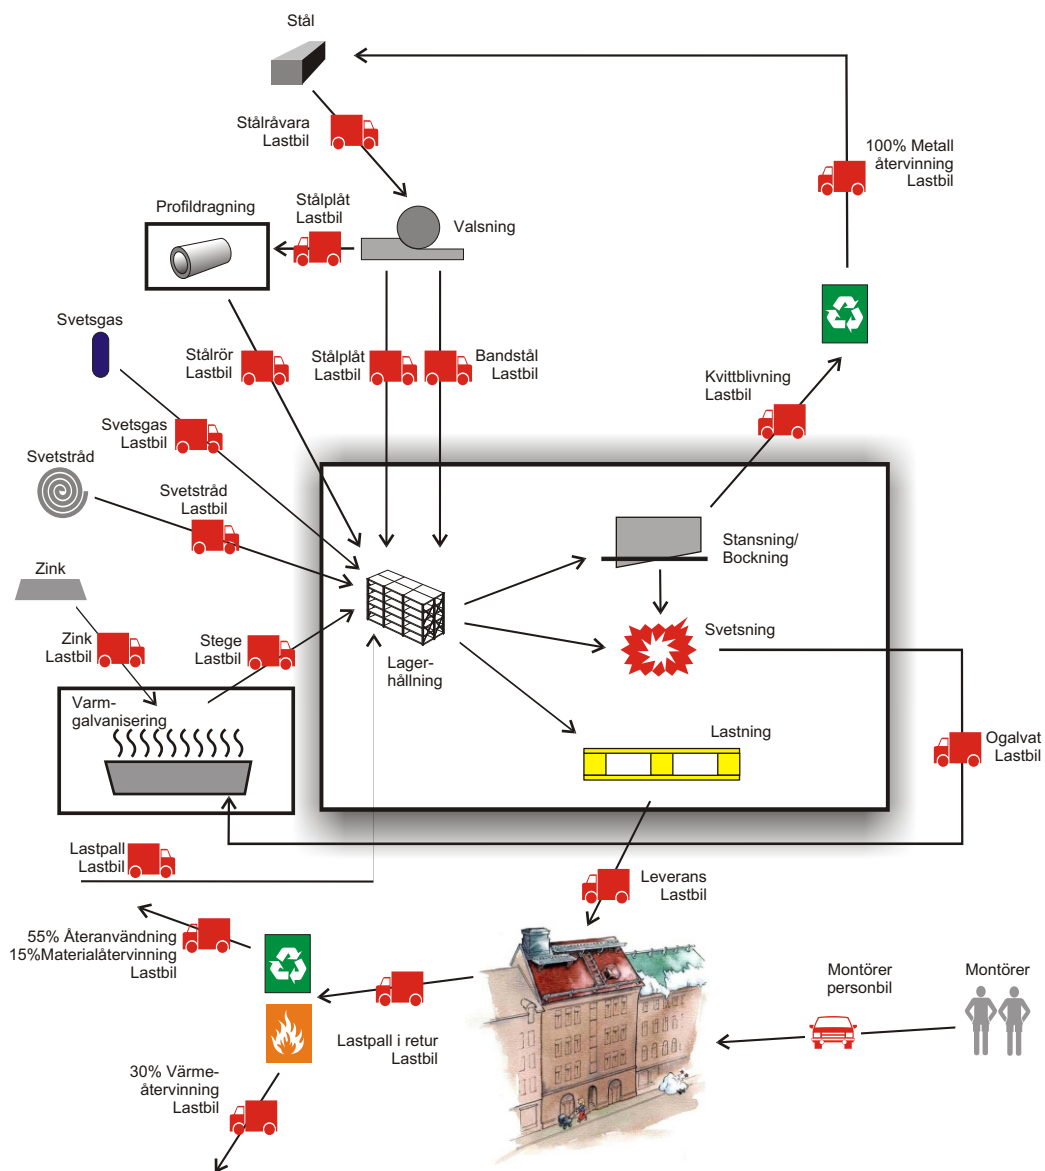 Stål
Stålråvara
Lastbil
100% Metall
återvinning
Lastbil
Profildragning
Stålplåt
Lastbil
Valsning
Svetsgas
Stålrör
Lastbil
Stålplåt
Lastbil
Bandstål
Lastbil
Kvittblivning
Lastbil
Svetsgas
Lastbil
Svetstråd
Svetstråd
Lastbil
Stansning/
Bockning
Zink
Zink
Lastbil
Stege
Lastbil
Svetsning
Lager-
hållning
Varm-
galvanisering
Lastning
Ogalvat
Lastbil
Lastpall
Lastbil
Leverans
Lastbil
55% Återanvändning
15%Materialåtervinning
Lastbil
Montörer
personbil
Montörer
Lastpall i retur
Lastbil
30% Värme-
återvinning
Lastbil